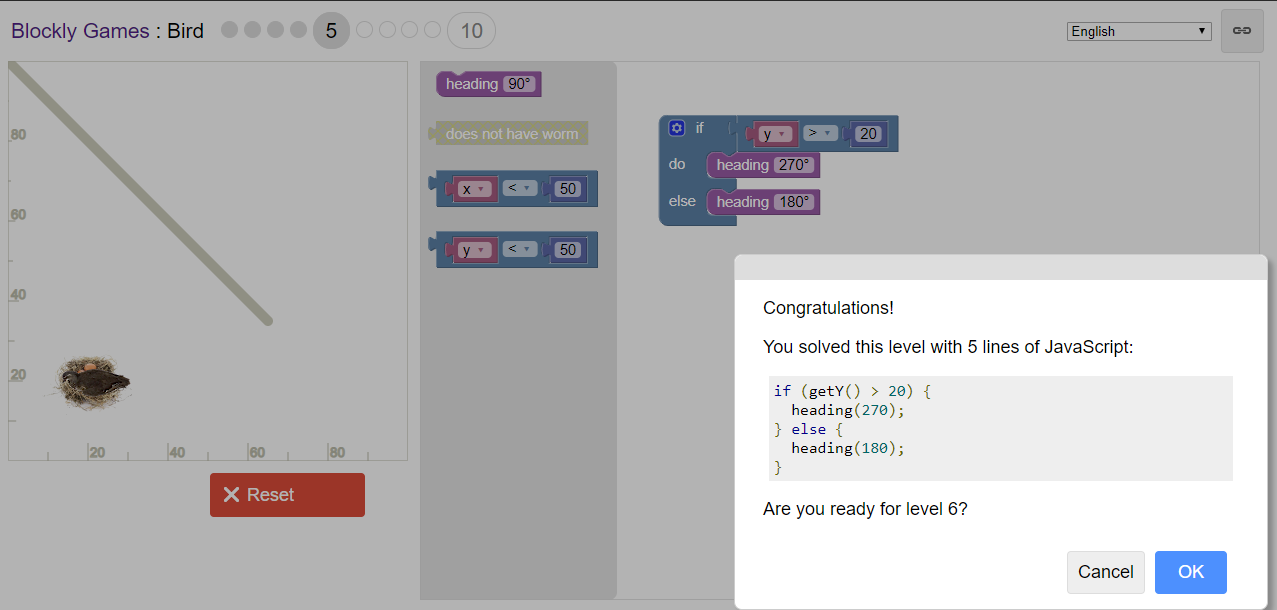 Blockly Games : Bird 5 10 English
80
60
40
20
20 40 60 80
Reset
heading 90°
does not have worm
x < 50
y < 50
if y > 20
do heading 270°
else heading 180°
Congratulations!
You solved this level with 5 lines of JavaScript:
if (getY() > 20) {
heading(270);
} else {
heading(180);
}
Are you ready for level 6?
Cancel OK